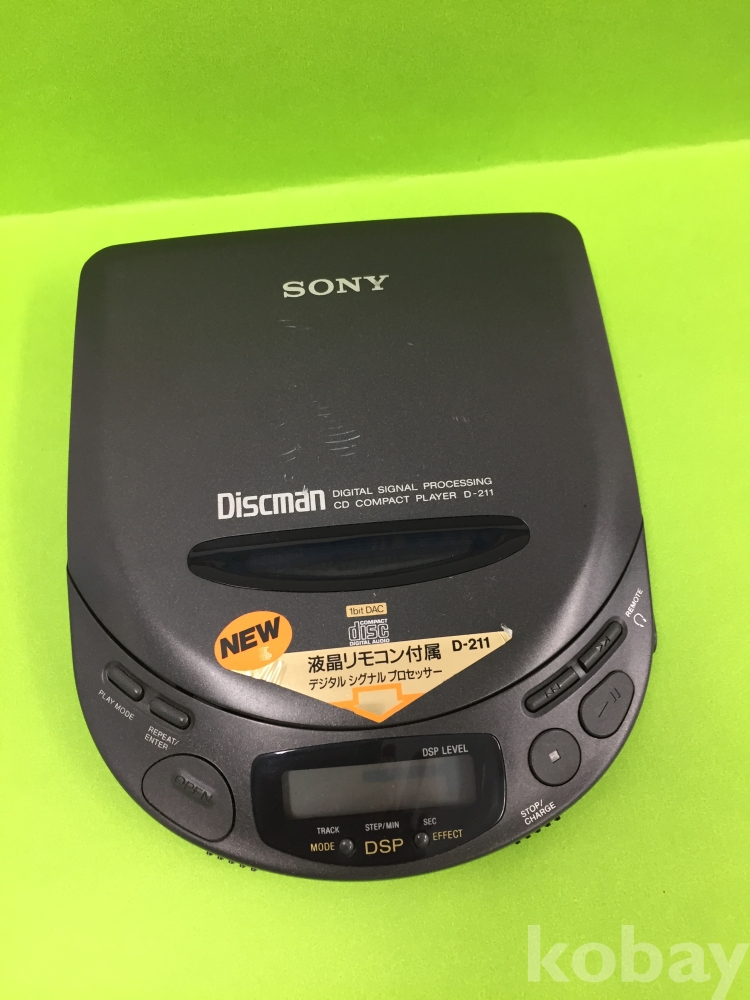 SONY
Discman
DIGITAL SIGNAL PROCESSING
CD COMPACT PLAYER D-211
1bit DAC
COMPACT
disc
DIGITAL AUDIO
NEW
液晶リモコン付属 D-211
デジタル シグナル プロセッサー
REMOTE
PLAY MODE
REPEAT/
ENTER
OPEN
DSP LEVEL
TRACK
STEP/MIN
SEC
MODE
DSP
EFFECT
STOP/
CHARGE
kobay